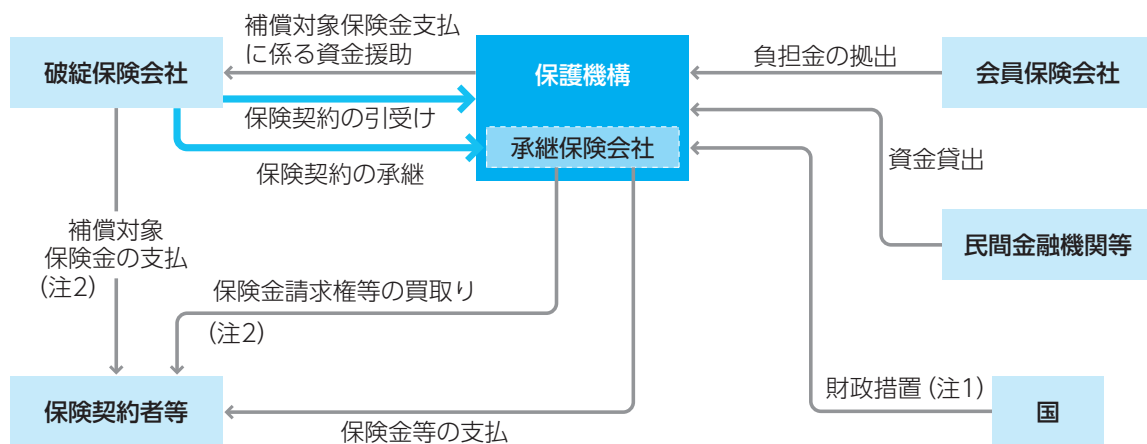 補償対象保険金支払
に係る資金援助
破綻保険会社
保護機構
負担金の拠出
会員保険会社
保険契約の引受け
承継保険会社
保険契約の承継
資金貸出
補償対象
保険金の支払
(注2)
民間金融機関等
保険金請求権等の買取り
(注2)
財政措置(注1)
保険契約者等
国
保険金等の支払